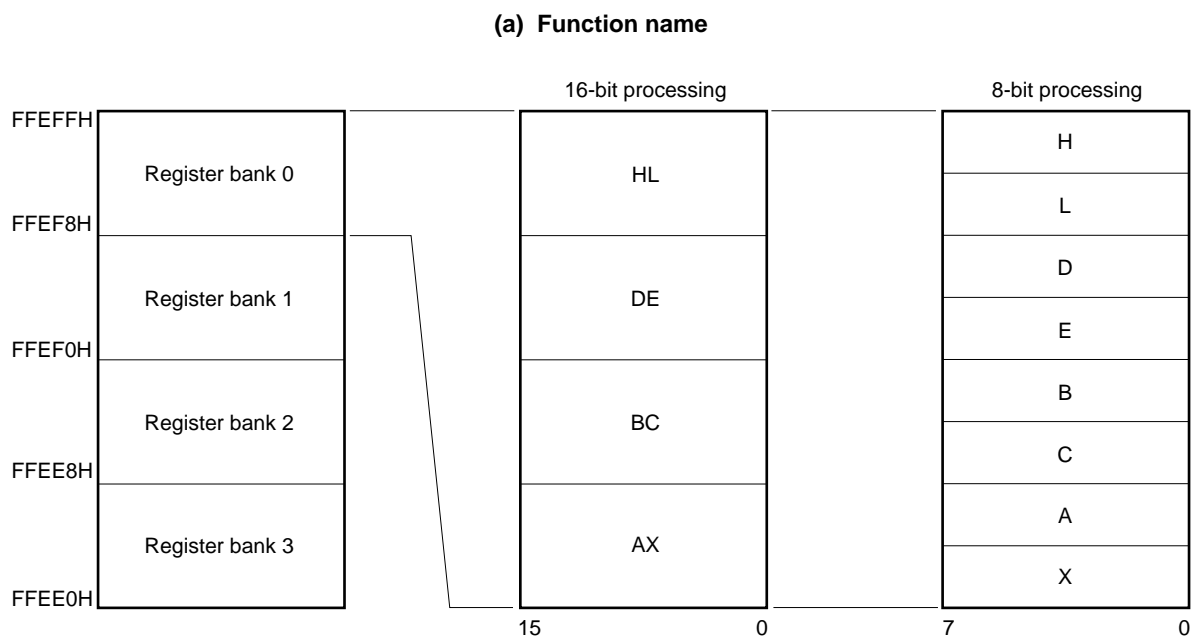 (a) Function name
16-bit processing
8-bit processing
FFEFFH
Register bank 0
HL
H
L
FFEF8H
Register bank 1
DE
D
E
FFEF0H
Register bank 2
BC
B
C
FFEE8H
Register bank 3
AX
A
X
FFEE0H
15 0
7 0